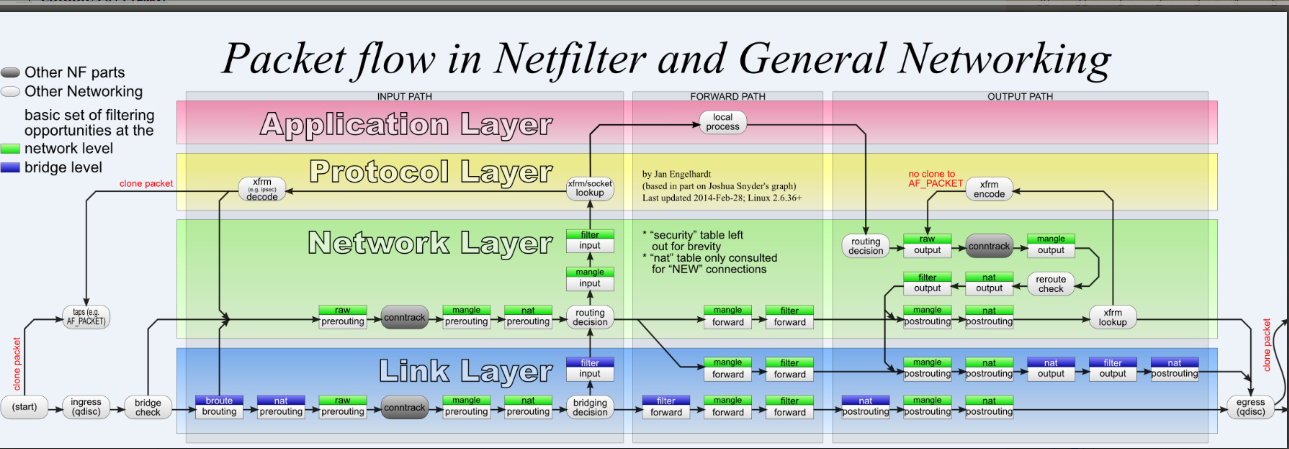 Packet flow in Netfilter and General Networking
Other NF parts
Other Networking
basic set of filtering
opportunities at the
network level
bridge level
INPUT PATH
FORWARD PATH
OUTPUT PATH
Application Layer
local
process
Protocol Layer
clone packet
xfrm
(e.g. ipsec)
decode
xfrm/socket
lookup
by Jan Engelhardt
(based in part on Joshua Snyder's graph)
Last updated 2014-Feb-28; Linux 2.6.36+
no clone to
AF_PACKET
xfrm
encode
Network Layer
filter
input
mangle
input
* "security" table left
out for brevity
* "nat" table only consulted
for "NEW" connections
routing
decision
raw
output
conntrack
mangle
output
filter
output
nat
output
reroute
check
taps (e.g.
AF_PACKET)
raw
prerouting
conntrack
mangle
prerouting
nat
prerouting
routing
decision
mangle
forward
filter
forward
mangle
postrouting
nat
postrouting
xfrm
lookup
clone packet
clone packet
Link Layer
filter
input
mangle
forward
filter
forward
mangle
postrouting
nat
postrouting
nat
output
filter
output
nat
postrouting
(start)
ingress
(qdisc)
bridge
check
broute
brouting
nat
prerouting
raw
prerouting
conntrack
mangle
prerouting
nat
prerouting
bridging
decision
filter
forward
mangle
forward
filter
forward
nat
postrouting
mangle
postrouting
nat
postrouting
egress
(qdisc)